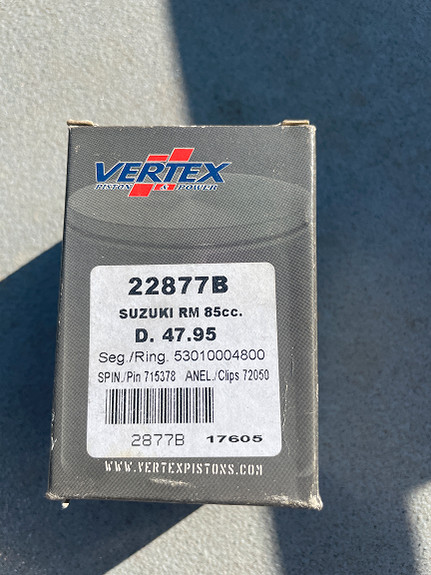 VERTEX
PISTON & POWER
22877B
SUZUKI RM 85cc.
D. 47.95
Seg./Ring. 53010004800
SPIN./Pin 715378 ANEL./Clips 72050
2877B 17605
WWW.VERTEXPISTONS.COM